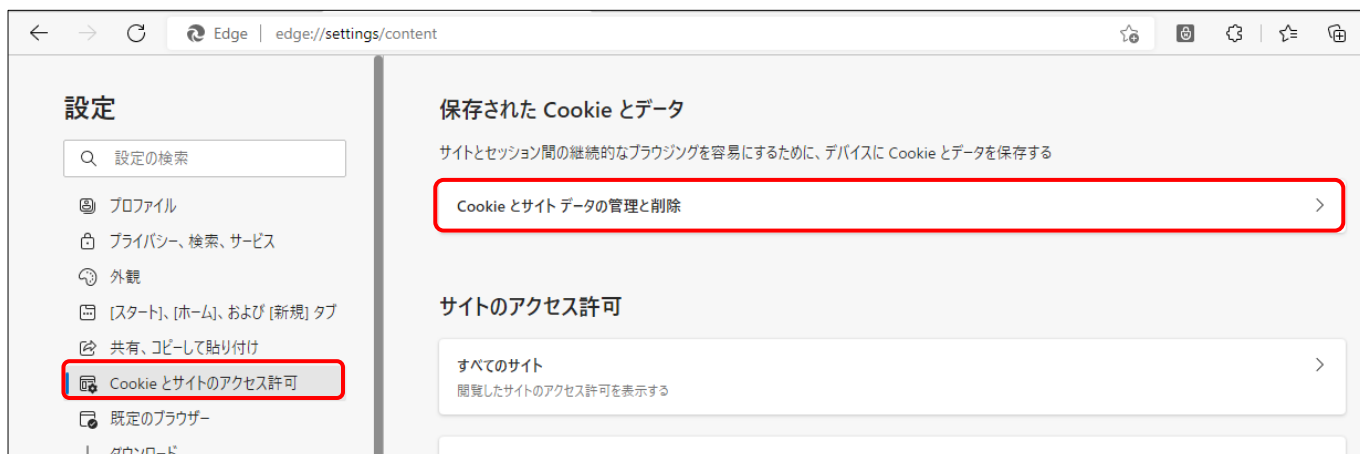 Edge | edge://settings/content
設定
設定の検索
プロファイル
プライバシー、検索、サービス
外観
[スタート]、[ホーム]、および [新規] タブ
共有、コピーして貼り付け
Cookie とサイトのアクセス許可
既定のブラウザー
ダウンロード
保存された Cookie とデータ
サイトとセッション間の継続的なブラウジングを容易にするために、デバイスに Cookie とデータを保存する
Cookie とサイト データの管理と削除
サイトのアクセス許可
すべてのサイト
閲覧したサイトのアクセス許可を表示する